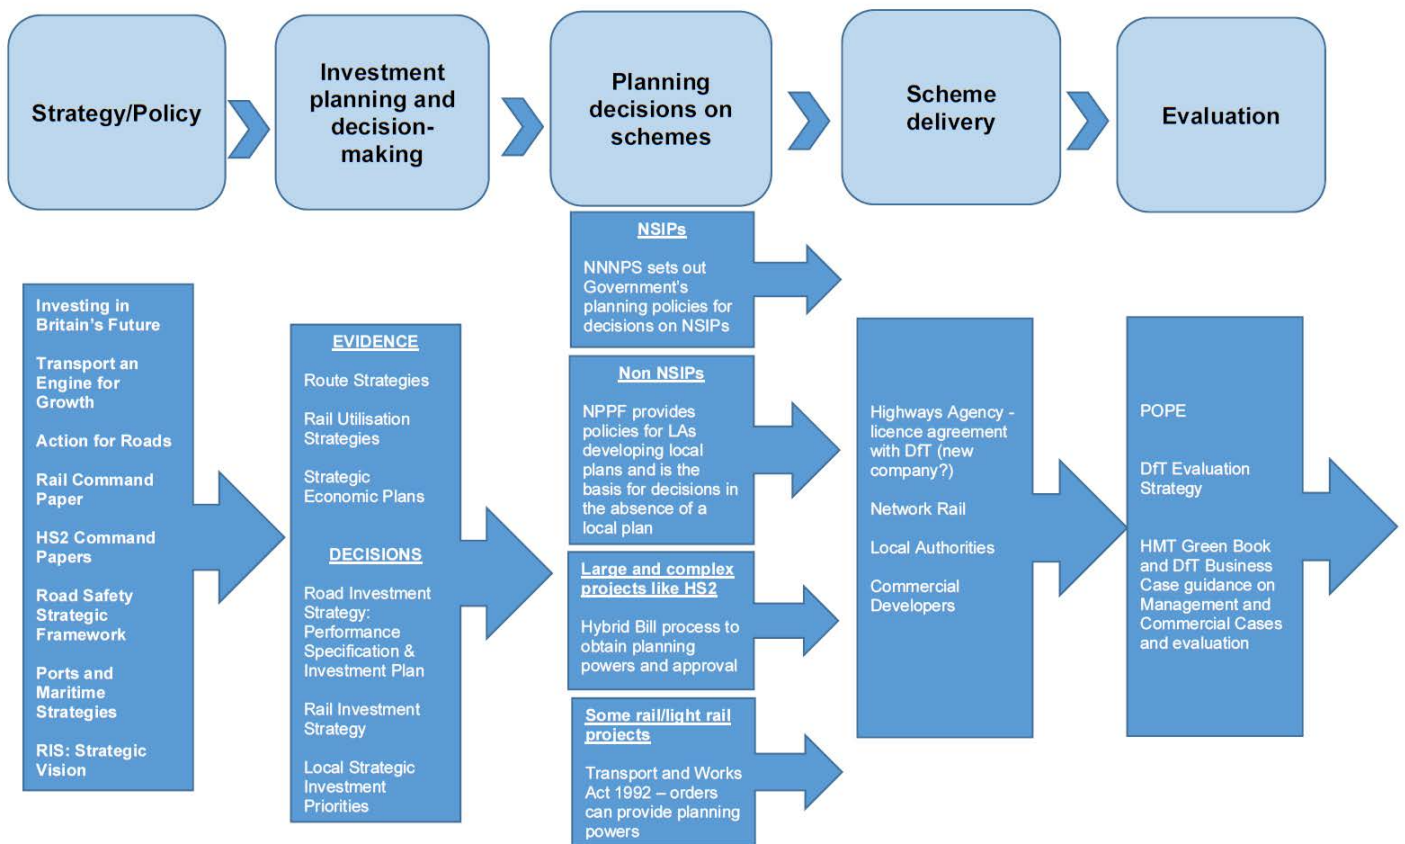 Strategy/Policy
Investment
planning and
decision-
making
Planning
decisions on
schemes
Scheme
delivery
Evaluation
Investing in
Britain's Future
Transport an
Engine for
Growth
Action for Roads
Rail Command
Paper
HS2 Command
Papers
Road Safety
Strategic
Framework
Ports and
Maritime
Strategies
RIS: Strategic
Vision
EVIDENCE
Route Strategies
Rail Utilisation
Strategies
Strategic
Economic Plans
DECISIONS
Road Investment
Strategy:
Performance
Specification &
Investment Plan
Rail Investment
Strategy
Local Strategic
Investment
Priorities
NSIPs
NNNPS sets out
Government's
planning policies for
decisions on NSIPs
Non NSIPs
NPPF provides
policies for LAs
developing local
plans and is the
basis for decisions in
the absence of a
local plan
Large and complex
projects like HS2
Hybrid Bill process to
obtain planning
powers and approval
Some rail/light rail
projects
Transport and Works
Act 1992 – orders
can provide planning
powers
Highways Agency -
licence agreement
with DfT (new
company?)
Network Rail
Local Authorities
Commercial
Developers
POPE
DfT Evaluation
Strategy
HMT Green Book
and DfT Business
Case guidance on
Management and
Commercial Cases
and evaluation